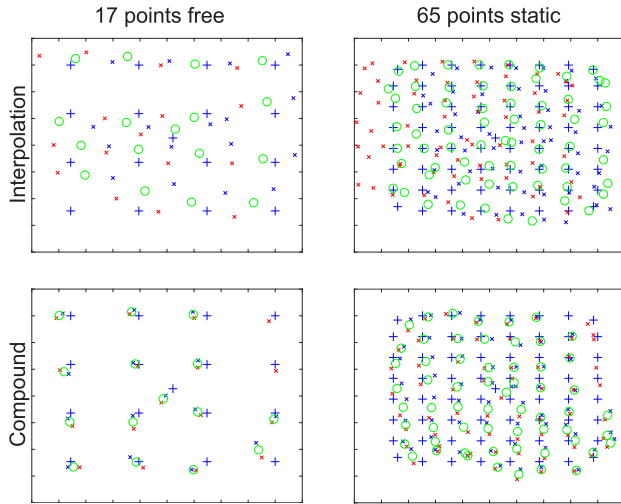 17 points free
65 points static
Interpolation
Compound